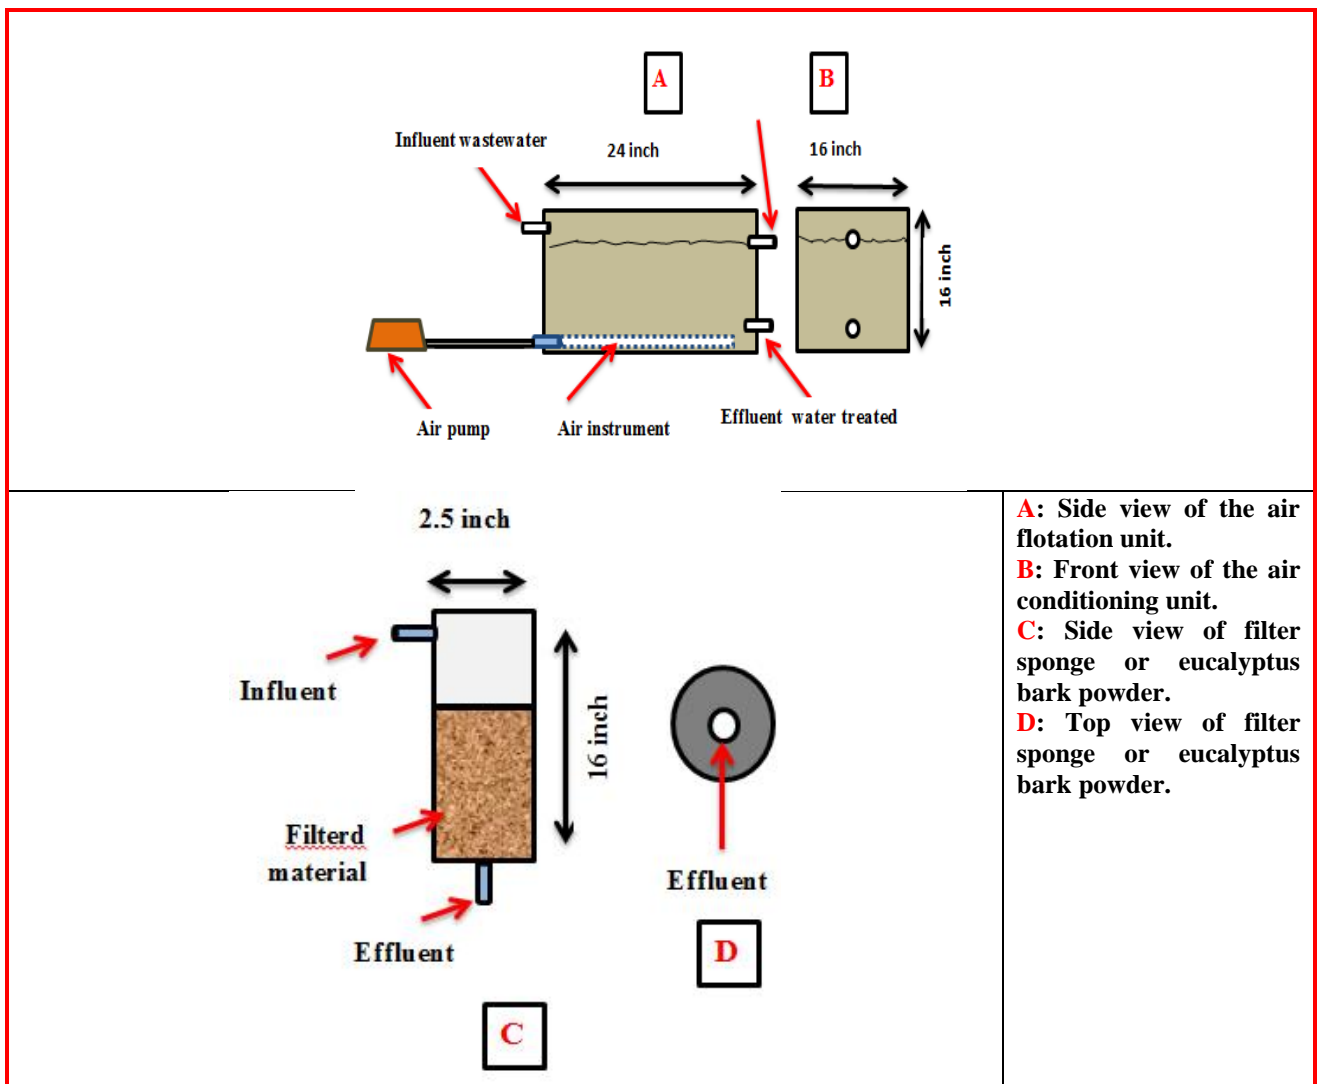 A
B
Influent wastewater
24 inch
16 inch
16 inch
Air pump
Air instrument
Effluent water treated
2.5 inch
Influent
16 inch
Filterd
material
Effluent
C
Effluent
D
A: Side view of the air
flotation unit.
B: Front view of the air
conditioning unit.
C: Side view of filter
sponge or eucalyptus
bark powder.
D: Top view of filter
sponge or eucalyptus
bark powder.